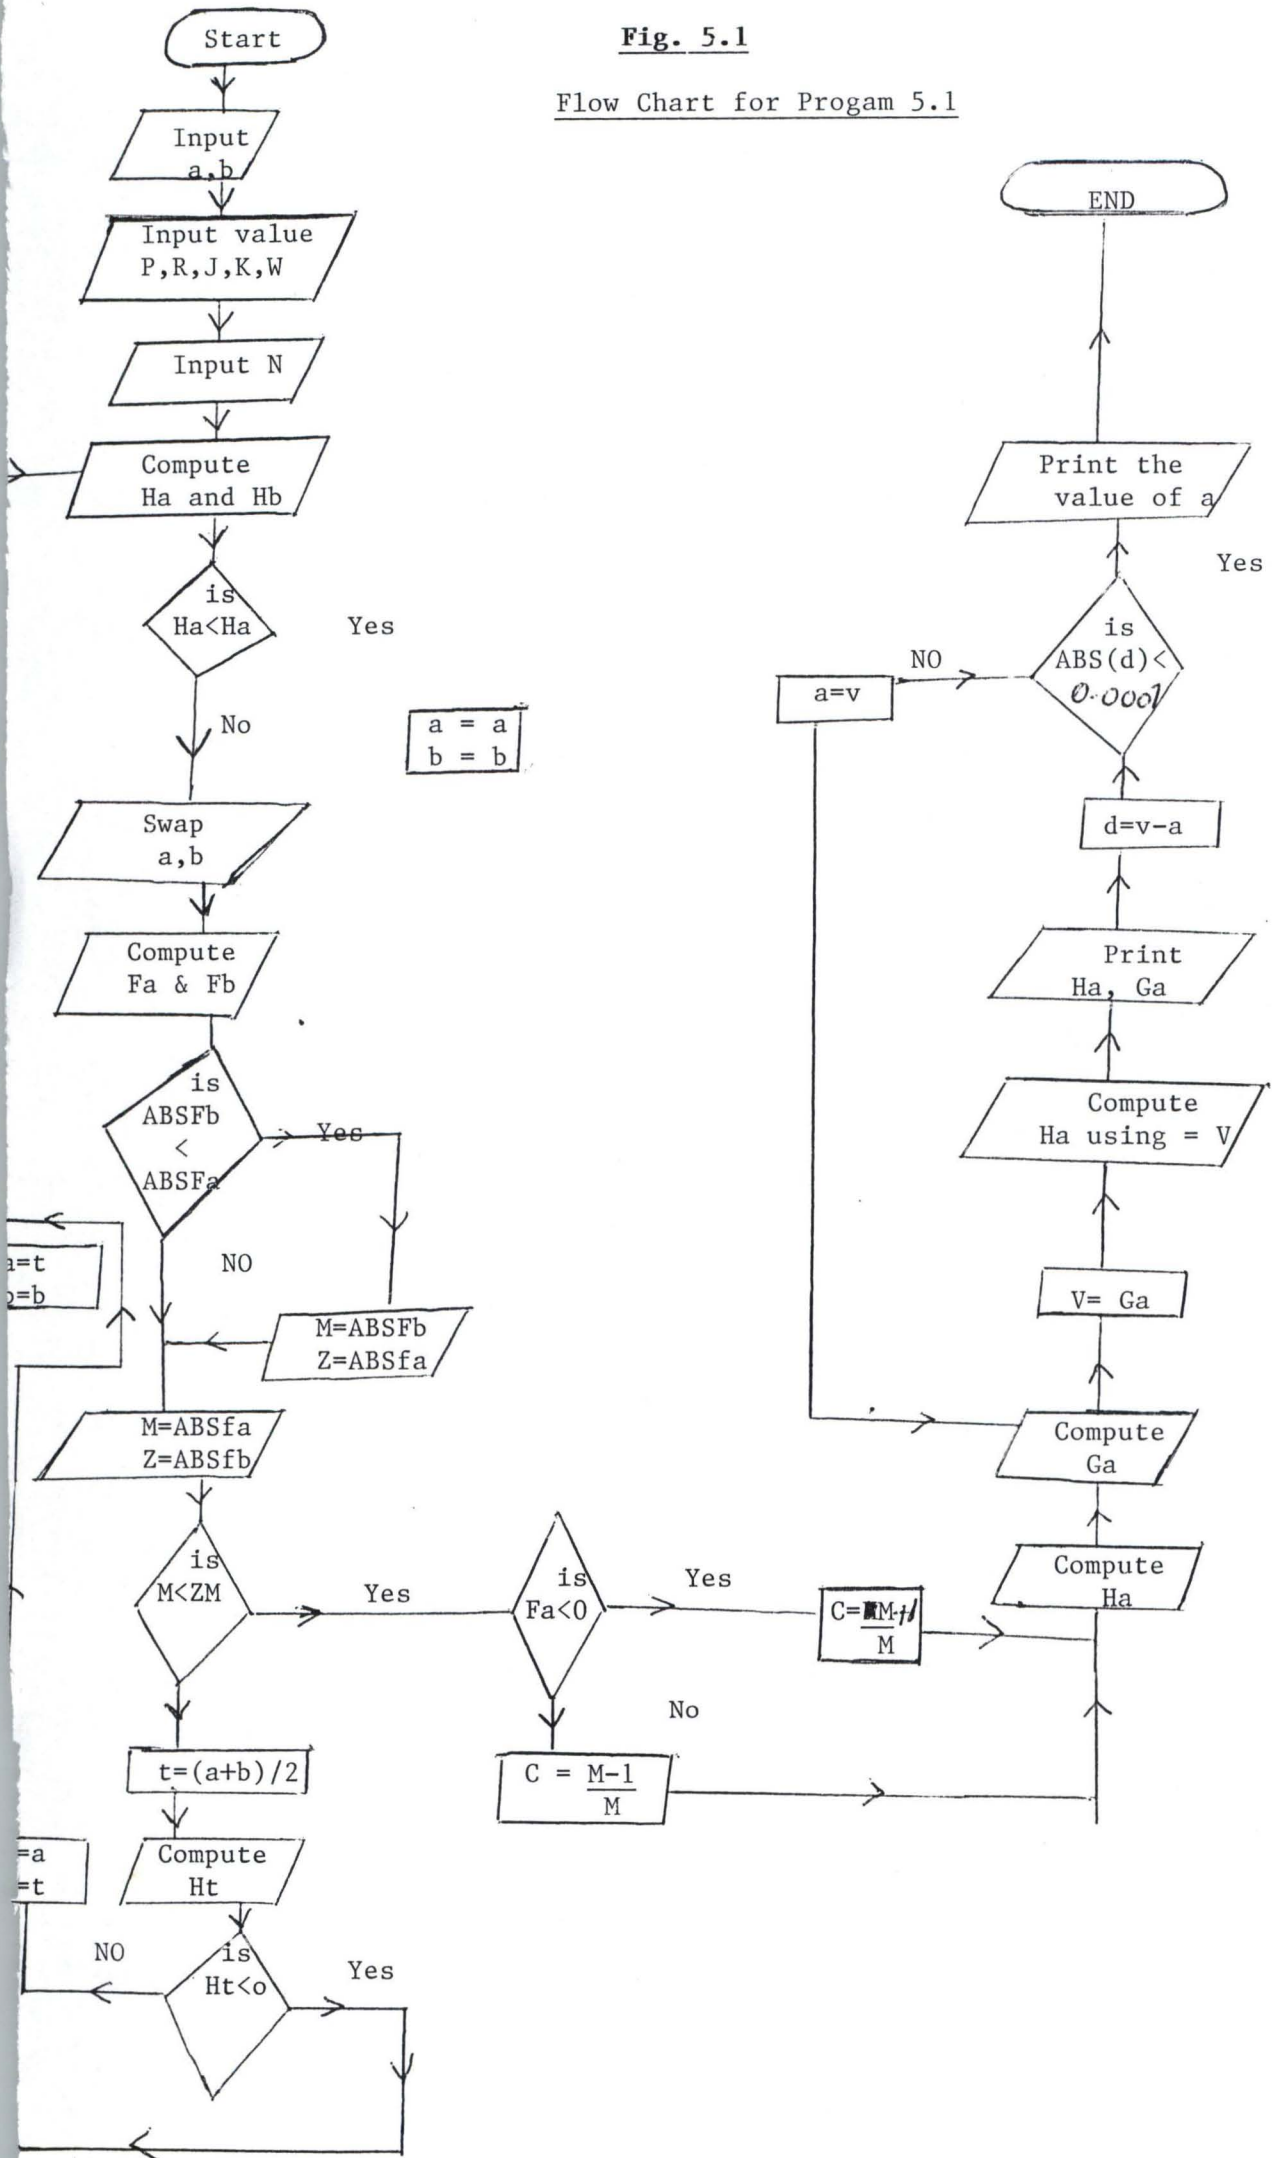 Fig. 5.1
Flow Chart for Progam 5.1
Start
Input
a,b
Input value
P,R,J,K,W
Input N
Compute
Ha and Hb
is
Ha<Ha
Yes
No
a = a
b = b
Swap
a,b
Compute
Fa & Fb
is
ABSFb
<
ABSFa
Yes
NO
a=t
b=b
M=ABSFb
Z=ABSfa
M=ABSfa
Z=ABSfb
is
M<ZM
Yes
t=(a+b)/2
Compute
Ht
=a
=t
is
Ht<o
NO
Yes
is
Fa<0
Yes
No
C = M-1
M
C= M+1
M
Compute
Ha
Compute
Ga
V= Ga
Compute
Ha using = V
Print
Ha, Ga
d=v-a
is
ABS(d)<
0.0001
NO
a=v
Yes
Print the
value of a
END